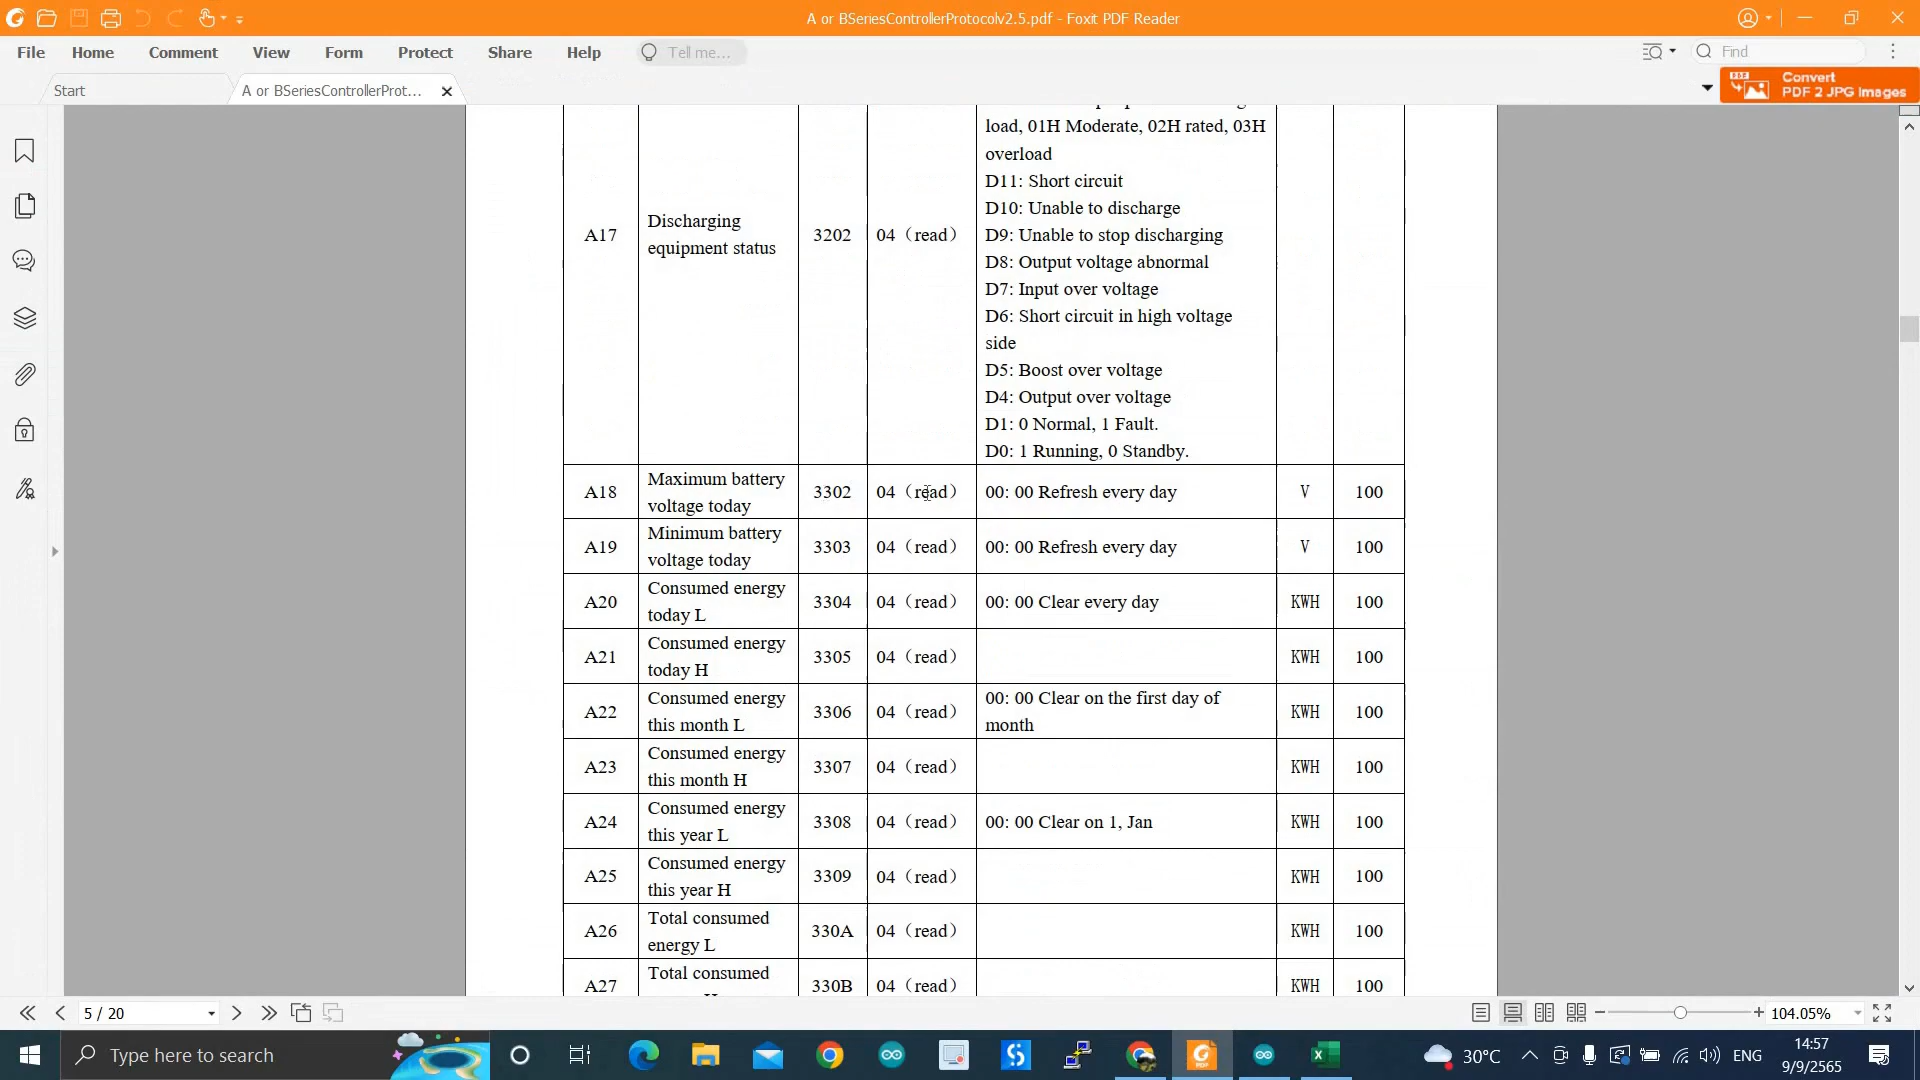 A or BSeriesControllerProtocolv2.5.pdf - Foxit PDF Reader
File Home Comment View Form Protect Share Help Tell me... Find
Start A or BSeriesControllerProt...
Convert
PDF 2 JPG Images
load, 01H Moderate, 02H rated, 03H
overload
D11: Short circuit
D10: Unable to discharge
A17 Discharging equipment status 3202 04（read） D9: Unable to stop discharging
D8: Output voltage abnormal
D7: Input over voltage
D6: Short circuit in high voltage
side
D5: Boost over voltage
D4: Output over voltage
D1: 0 Normal, 1 Fault.
D0: 1 Running, 0 Standby.
A18 Maximum battery voltage today 3302 04（read） 00: 00 Refresh every day V 100
A19 Minimum battery voltage today 3303 04（read） 00: 00 Refresh every day V 100
A20 Consumed energy today L 3304 04（read） 00: 00 Clear every day KWH 100
A21 Consumed energy today H 3305 04（read） KWH 100
A22 Consumed energy this month L 3306 04（read） 00: 00 Clear on the first day of month KWH 100
A23 Consumed energy this month H 3307 04（read） KWH 100
A24 Consumed energy this year L 3308 04（read） 00: 00 Clear on 1, Jan KWH 100
A25 Consumed energy this year H 3309 04（read） KWH 100
A26 Total consumed energy L 330A 04（read） KWH 100
A27 Total consumed 330B 04（read） KWH 100
5 / 20 104.05%
Type here to search 30°C ENG 14:57
9/9/2565